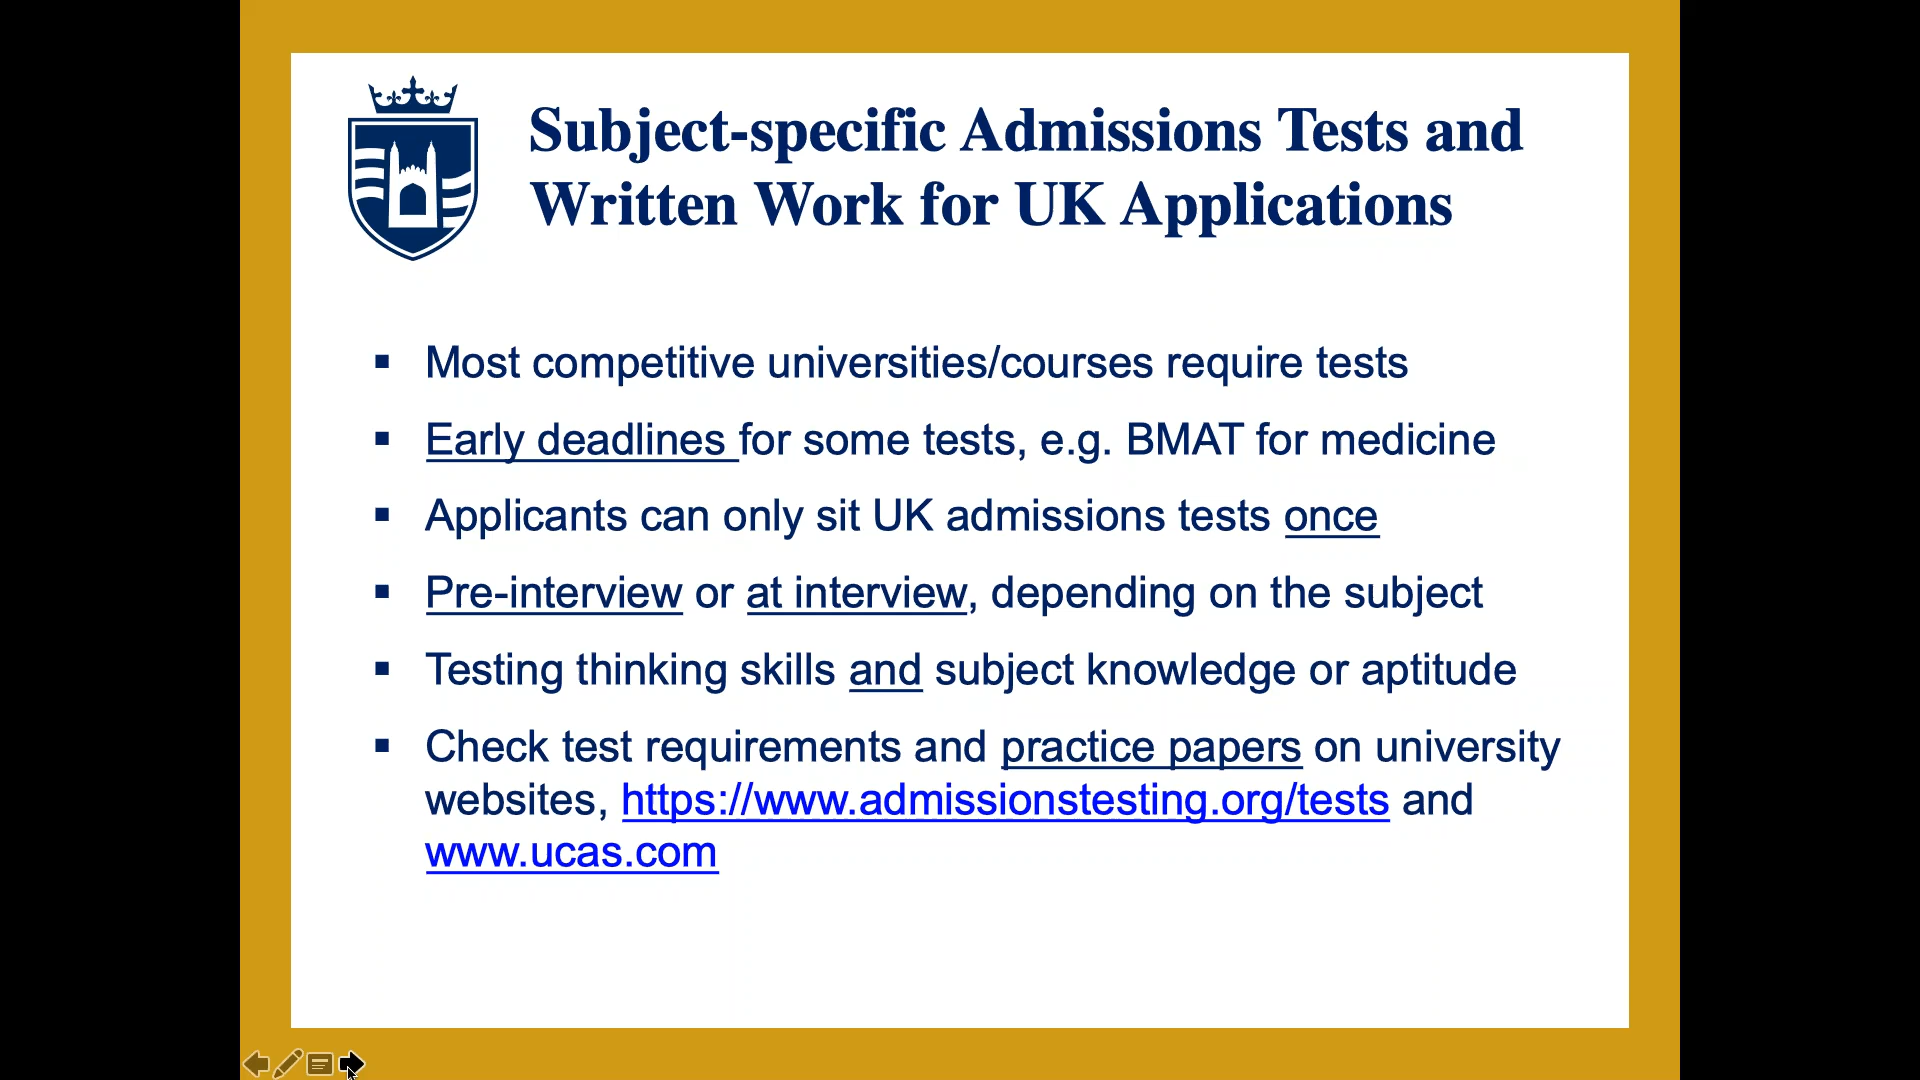 Subject-specific Admissions Tests and
Written Work for UK Applications
▪ Most competitive universities/courses require tests
▪ Early deadlines for some tests, e.g. BMAT for medicine
▪ Applicants can only sit UK admissions tests once
▪ Pre-interview or at interview, depending on the subject
▪ Testing thinking skills and subject knowledge or aptitude
▪ Check test requirements and practice papers on university
websites, https://www.admissionstesting.org/tests and
www.ucas.com